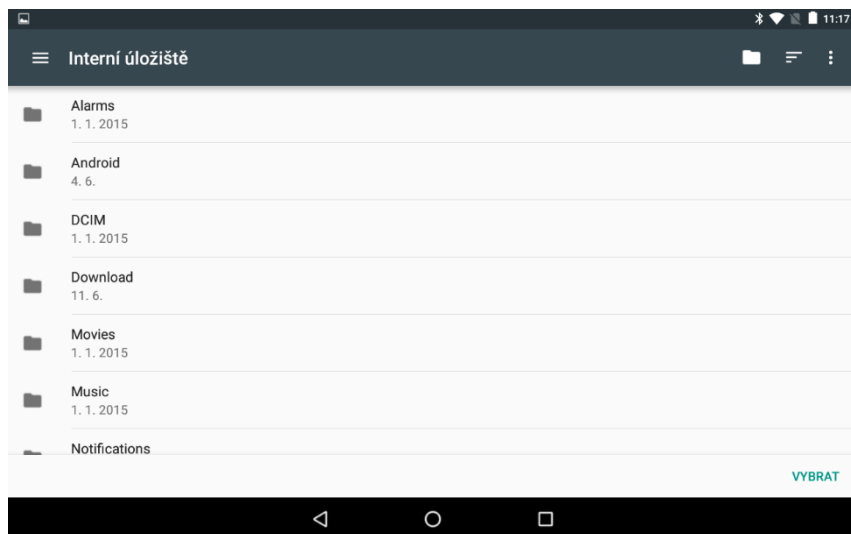 11:17
Interní úložiště
Alarms
1. 1. 2015
Android
4. 6.
DCIM
1. 1. 2015
Download
11. 6.
Movies
1. 1. 2015
Music
1. 1. 2015
Notifications
VYBRAT